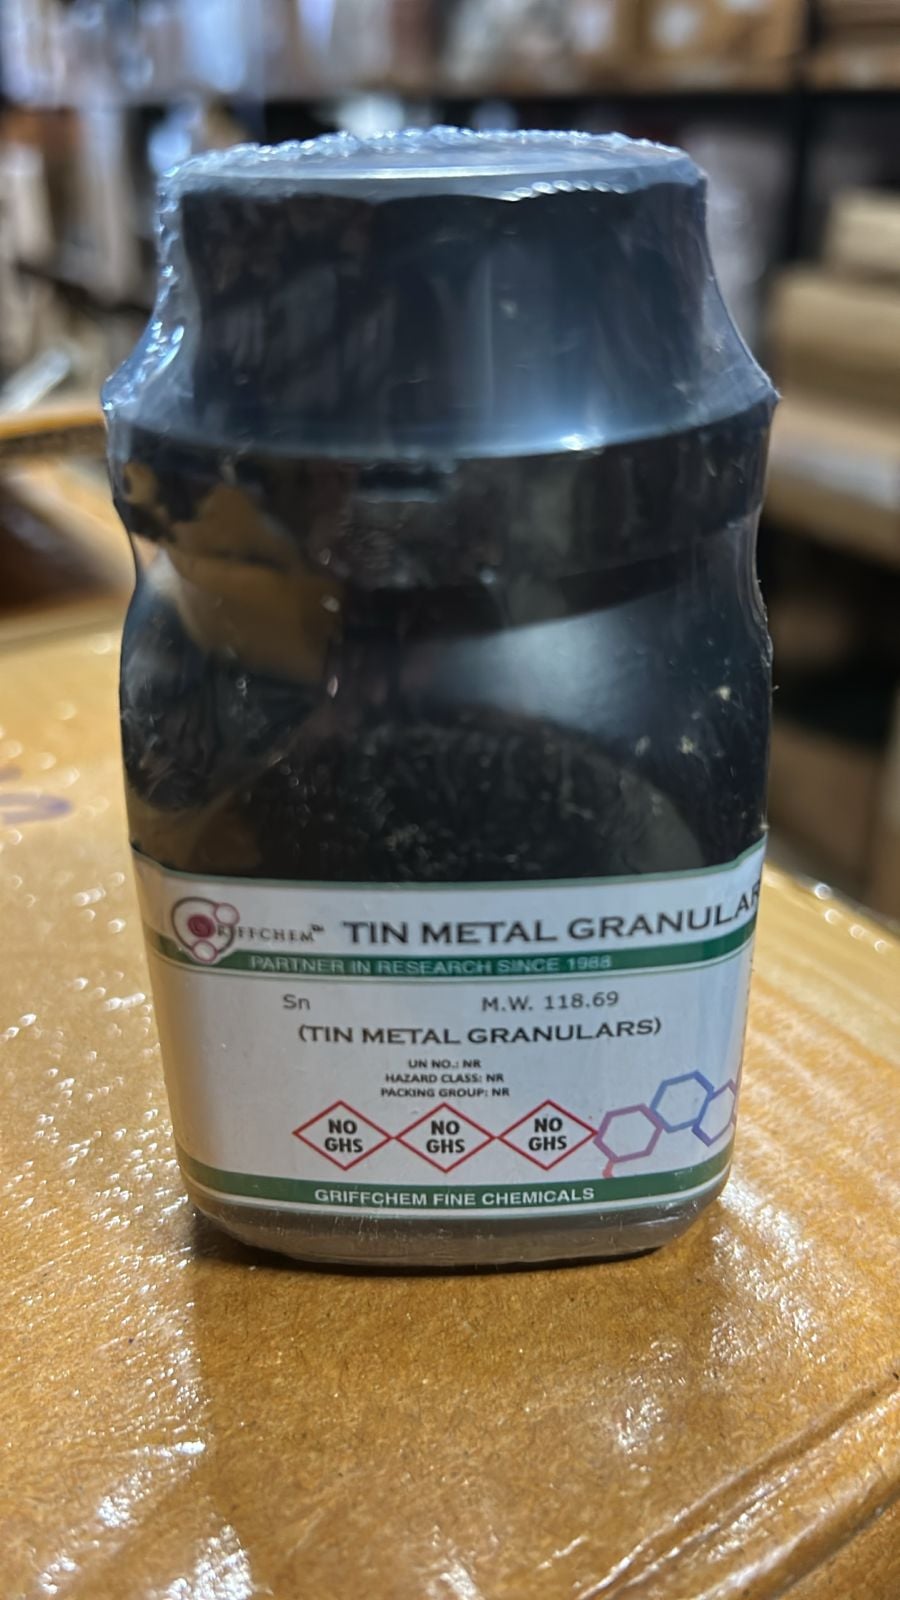 GRIFFCHEM™ TIN METAL GRANULAR
PARTNER IN RESEARCH SINCE 1988
Sn M.W. 118.69
(TIN METAL GRANULARS)
UN NO.: NR
HAZARD CLASS: NR
PACKING GROUP: NR
NO GHS
NO GHS
NO GHS
GRIFFCHEM FINE CHEMICALS